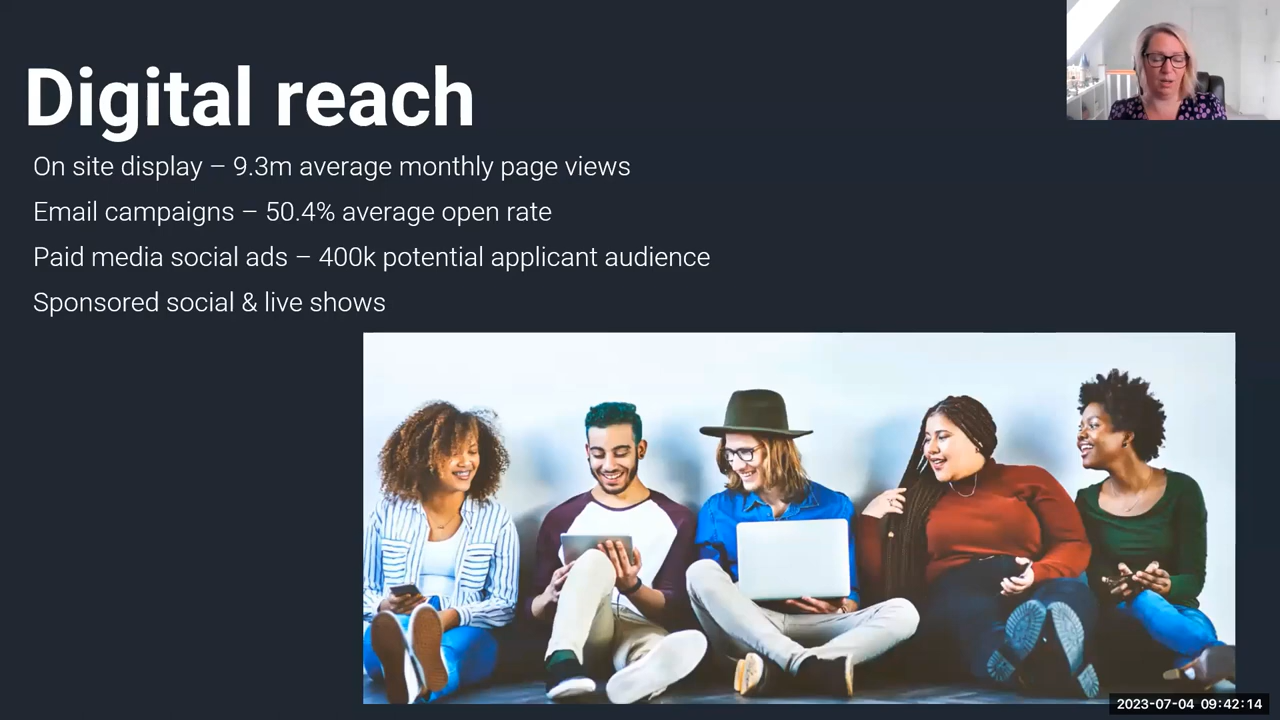 Digital reach
On site display – 9.3m average monthly page views
Email campaigns – 50.4% average open rate
Paid media social ads – 400k potential applicant audience
Sponsored social & live shows
2023-07-04 09:42:14